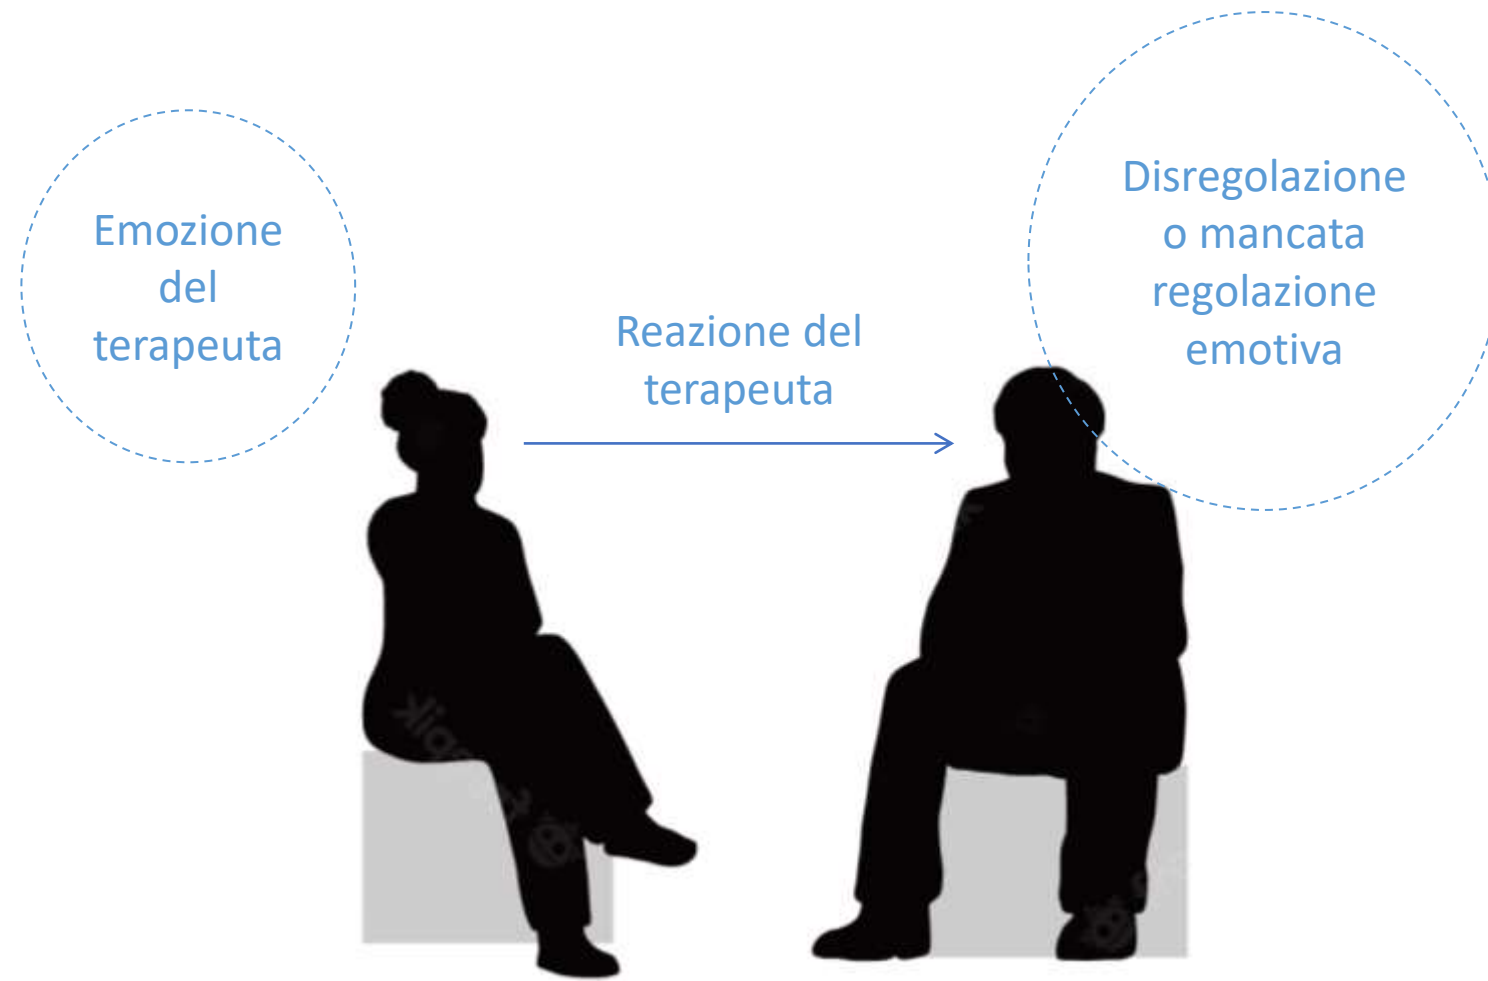 Emozione
del
terapeuta
Reazione del
terapeuta
Disregolazione
o mancata
regolazione
emotiva